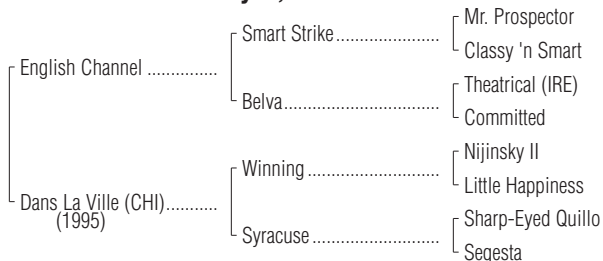 Mr. Prospector
Smart Strike....................
Classy 'n Smart
English Channel ..............
Theatrical (IRE)
Belva..............................
Committed
Nijinsky II
Winning .........................
Little Happiness
Dans La Ville (CHI)..........
(1995)
Sharp-Eyed Quillo
Syracuse ........................
Segesta